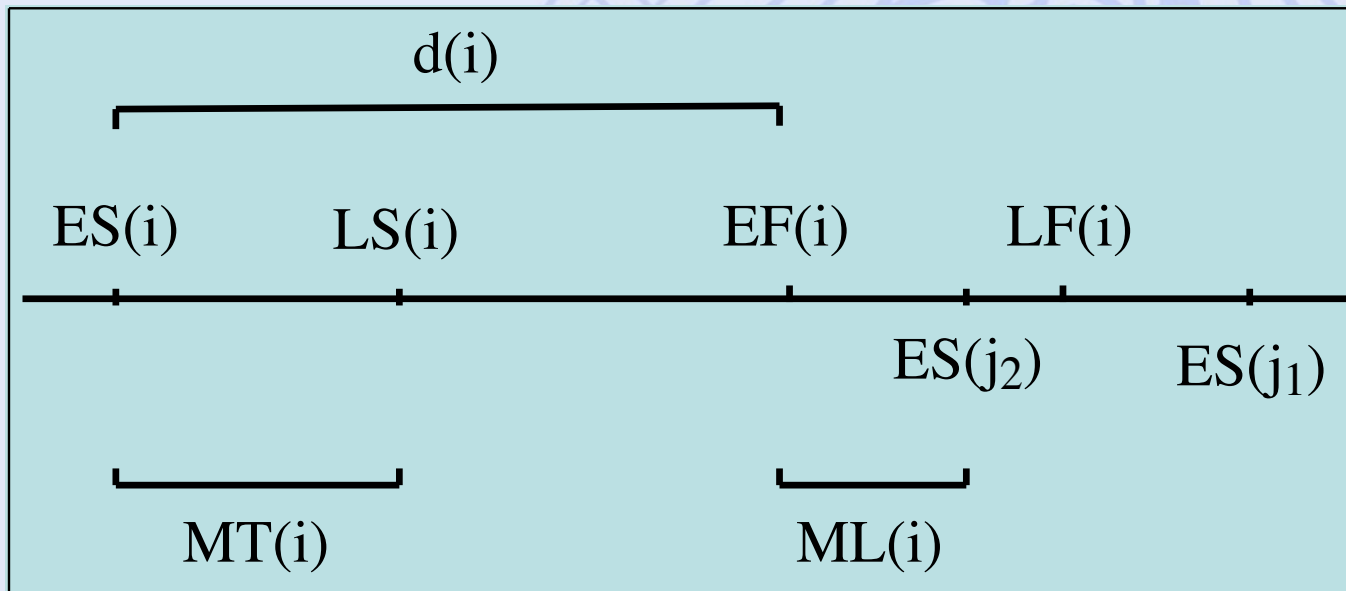 d(i)
ES(i) LS(i) EF(i) LF(i)
ES(j₂) ES(j₁)
MT(i) ML(i)